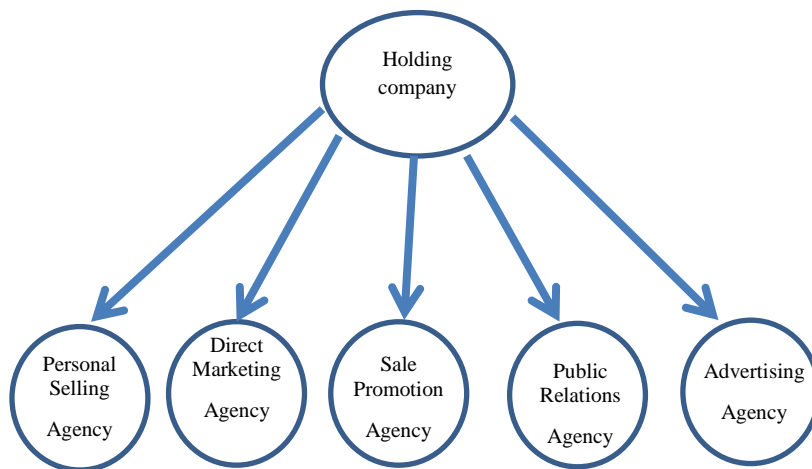 Holding
company
Personal
Selling
Agency
Direct
Marketing
Agency
Sale
Promotion
Agency
Public
Relations
Agency
Advertising
Agency